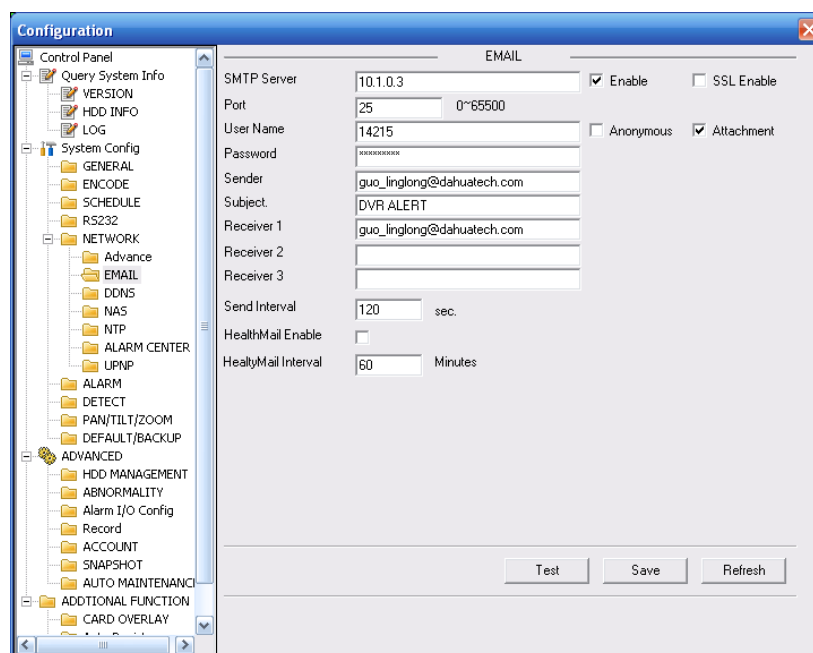 Configuration
Control Panel
Query System Info
VERSION
HDD INFO
LOG
System Config
GENERAL
ENCODE
SCHEDULE
RS232
NETWORK
Advance
EMAIL
DDNS
NAS
NTP
ALARM CENTER
UPNP
ALARM
DETECT
PAN/TILT/ZOOM
DEFAULT/BACKUP
ADVANCED
HDD MANAGEMENT
ABNORMALITY
Alarm I/O Config
Record
ACCOUNT
SNAPSHOT
AUTO MAINTENANC
ADDTIONAL FUNCTION
CARD OVERLAY
EMAIL
SMTP Server 10.1.0.3 Enable SSL Enable
Port 25 0~65500
User Name 14215 Anonymous Attachment
Password *********
Sender guo_linglong@dahuatech.com
Subject. DVR ALERT
Receiver 1 guo_linglong@dahuatech.com
Receiver 2
Receiver 3
Send Interval 120 sec.
HealthMail Enable
HealtyMail Interval 60 Minutes
Test Save Refresh